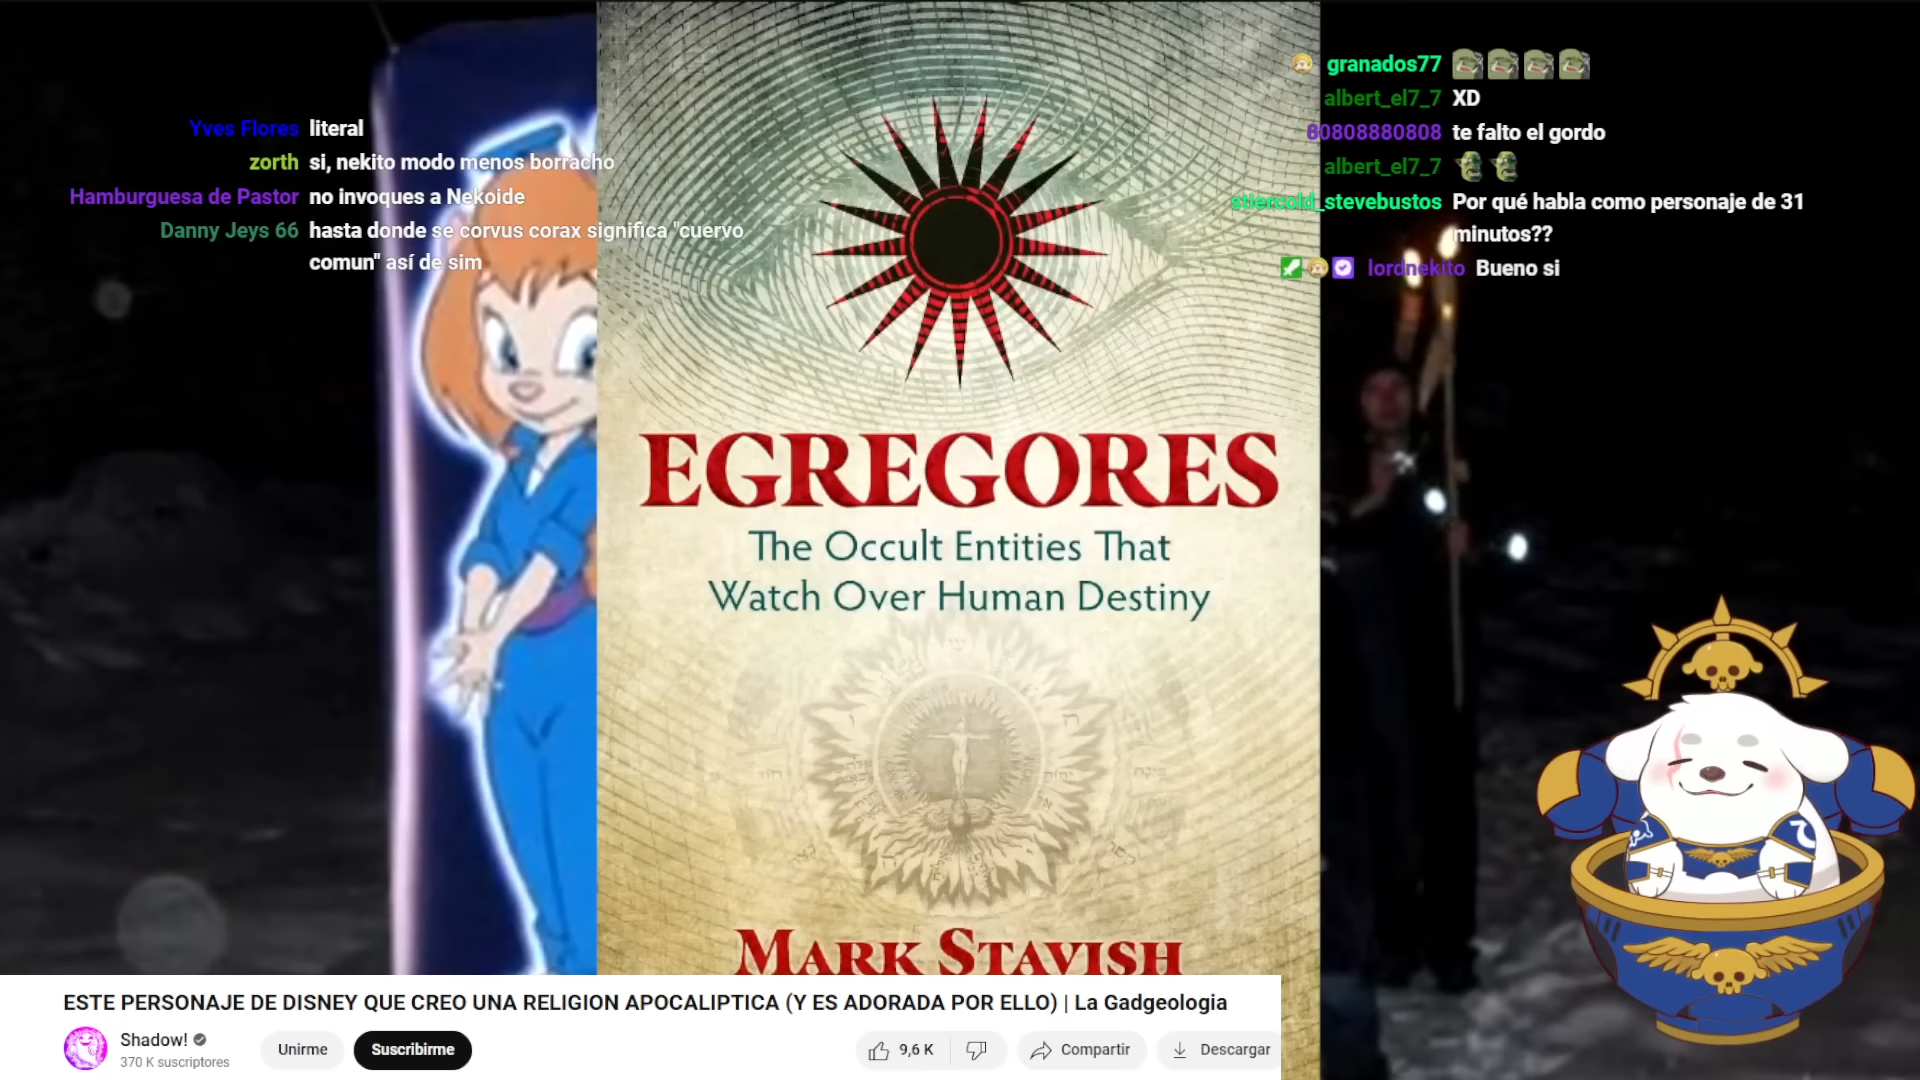 Yves Flores literal
zorth si, nekito modo menos borracho
Hamburguesa de Pastor no invoques a Nekoide
Danny Jeys 66 hasta donde se corvus corax significa "cuervo
comun" así de sim
granados77
albert_el7_7 XD
80808880808 te falto el gordo
albert_el7_7
stiercold_stevebustos Por qué habla como personaje de 31
minutos??
lordnekito Bueno si
EGREGORES
The Occult Entities That
Watch Over Human Destiny
MARK STAVISH
ESTE PERSONAJE DE DISNEY QUE CREO UNA RELIGION APOCALIPTICA (Y ES ADORADA POR ELLO) | La Gadgeologia
Shadow!
370 K suscriptores
Unirme
Suscribirme
9,6 K
Compartir
Descargar